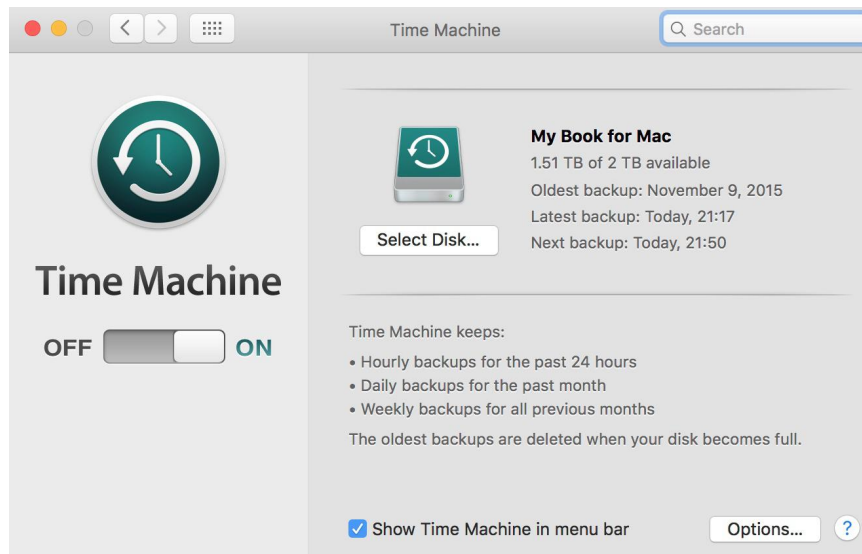 Time Machine
Search
Time Machine
OFF ON
My Book for Mac
1.51 TB of 2 TB available
Oldest backup: November 9, 2015
Latest backup: Today, 21:17
Next backup: Today, 21:50
Select Disk...
Time Machine keeps:
• Hourly backups for the past 24 hours
• Daily backups for the past month
• Weekly backups for all previous months
The oldest backups are deleted when your disk becomes full.
Show Time Machine in menu bar
Options...
?